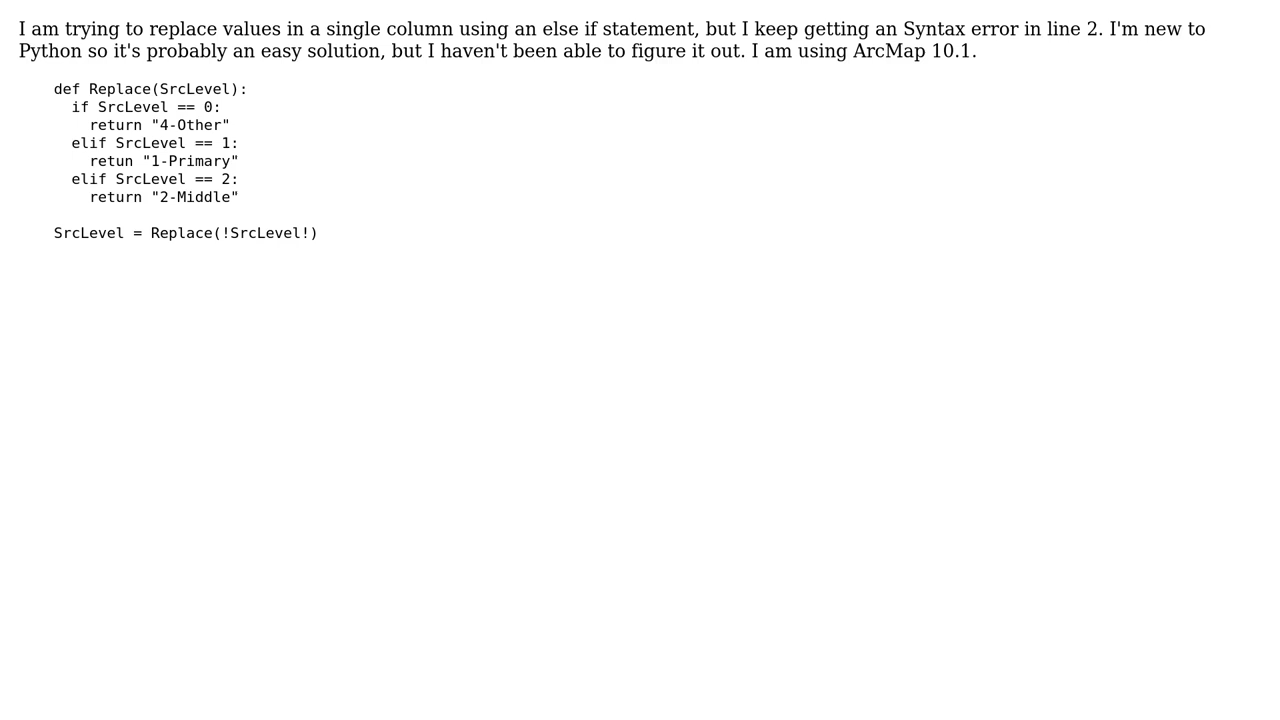 I am trying to replace values in a single column using an else if statement, but I keep getting an Syntax error in line 2. I'm new to
Python so it's probably an easy solution, but I haven't been able to figure it out. I am using ArcMap 10.1.
def Replace(SrcLevel):
  if SrcLevel == 0:
    return "4-Other"
  elif SrcLevel == 1:
    retun "1-Primary"
  elif SrcLevel == 2:
    return "2-Middle"
SrcLevel = Replace(!SrcLevel!)